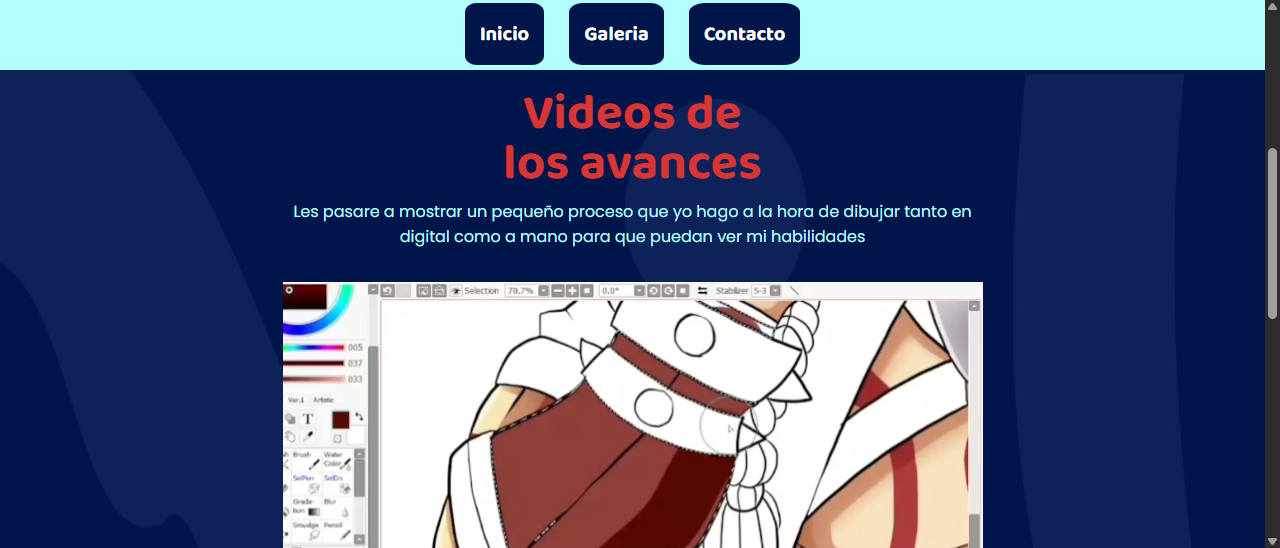 Inicio Galeria Contacto
Videos de
los avances
Les pasare a mostrar un pequeño proceso que yo hago a la hora de dibujar tanto en
digital como a mano para que puedan ver mi habilidades
Selection 70.7% 0.0° Stabilizer S-3
005
037
033
Ver.1 Artistic
T
Brush Water
Color
SelPen SelErs
Grada- Blur
tion
Smudge Pencil